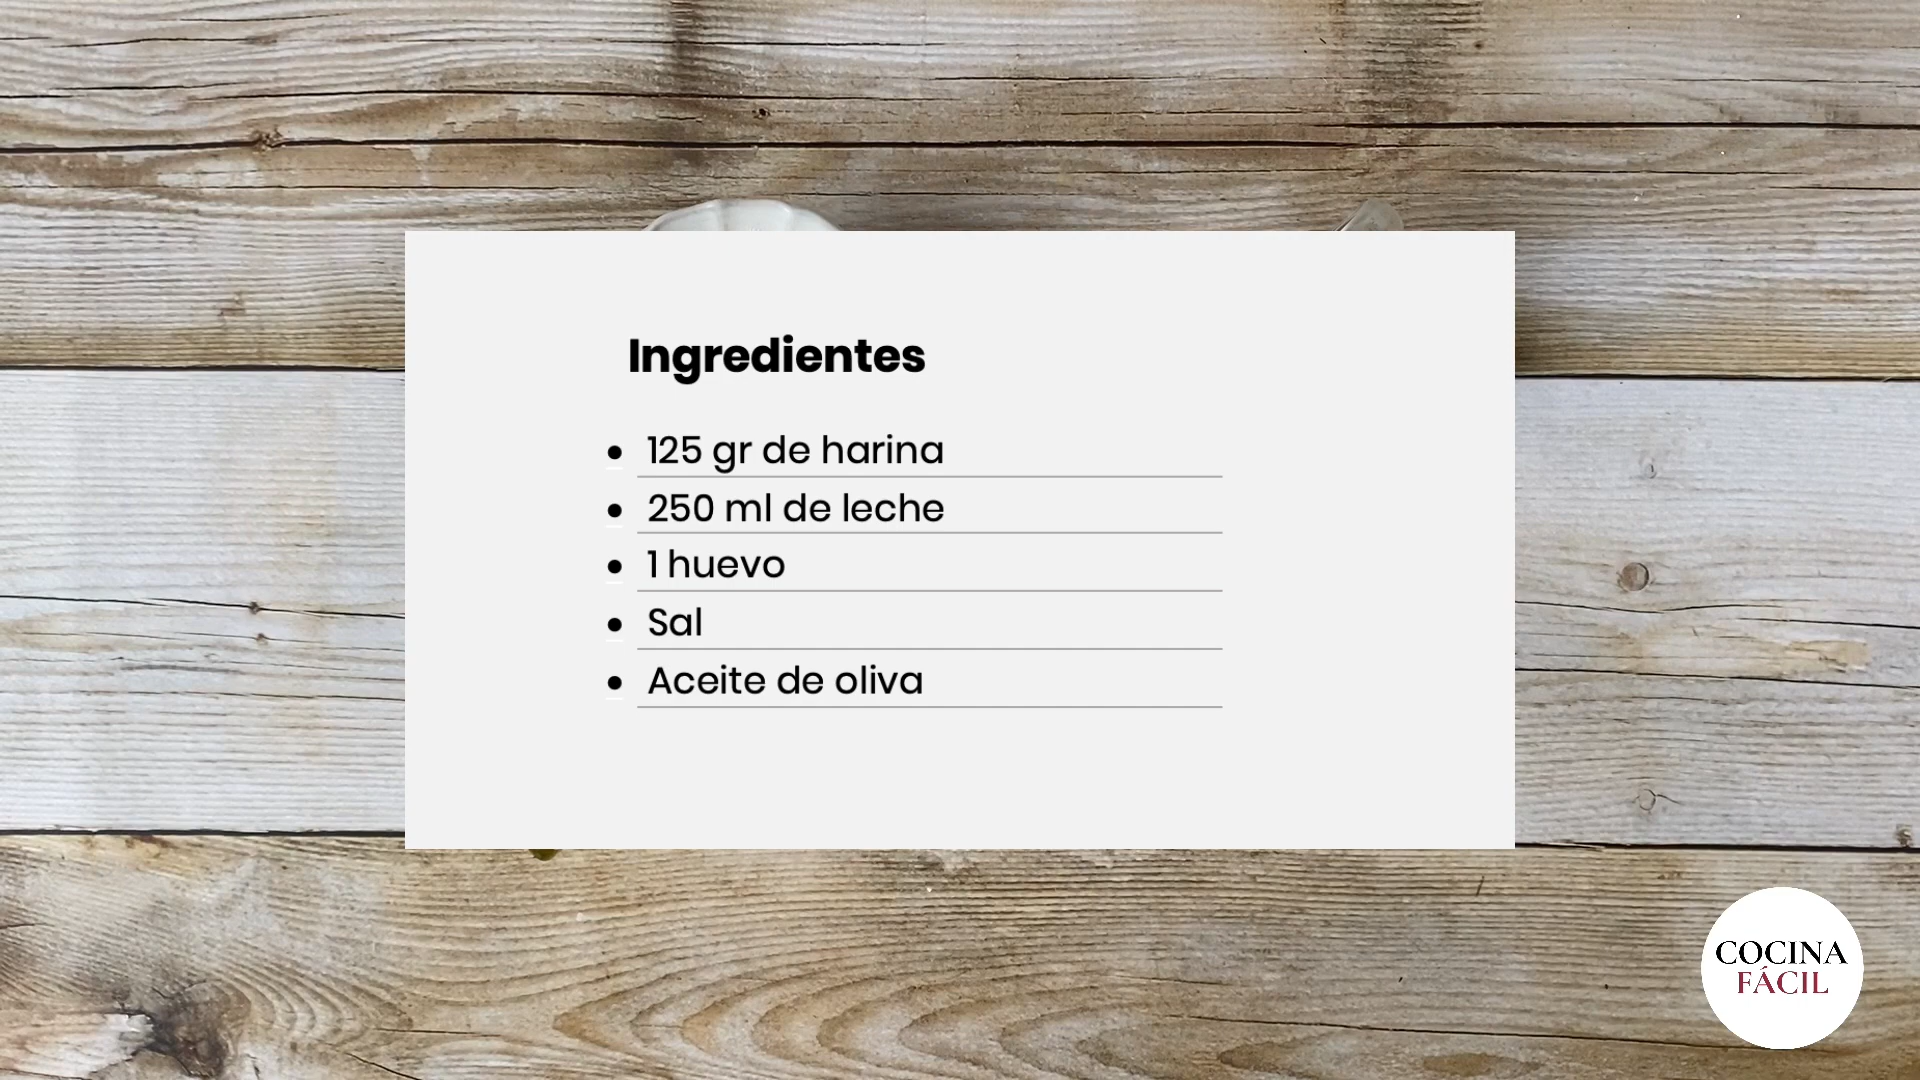 Ingredientes
• 125 gr de harina
• 250 ml de leche
• 1 huevo
• Sal
• Aceite de oliva
COCINA
FÁCIL